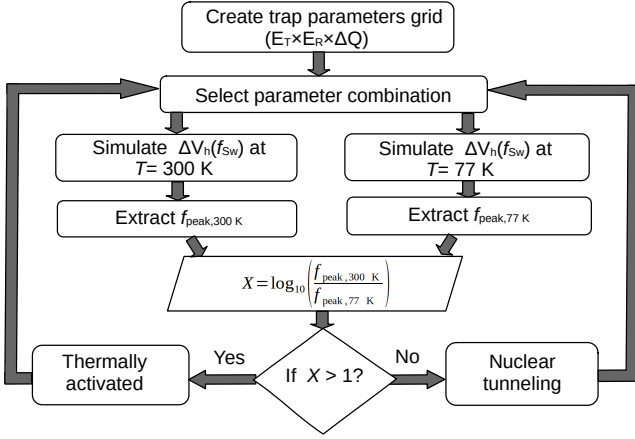 Create trap parameters grid
(E_T×E_R×ΔQ)
Select parameter combination
Simulate ΔV_h(f_Sw) at
T= 300 K
Simulate ΔV_h(f_Sw) at
T= 77 K
Extract f_peak,300 K
Extract f_peak,77 K
X=log_10(f_peak,300 K / f_peak,77 K)
If X > 1?
Yes
No
Thermally
activated
Nuclear
tunneling